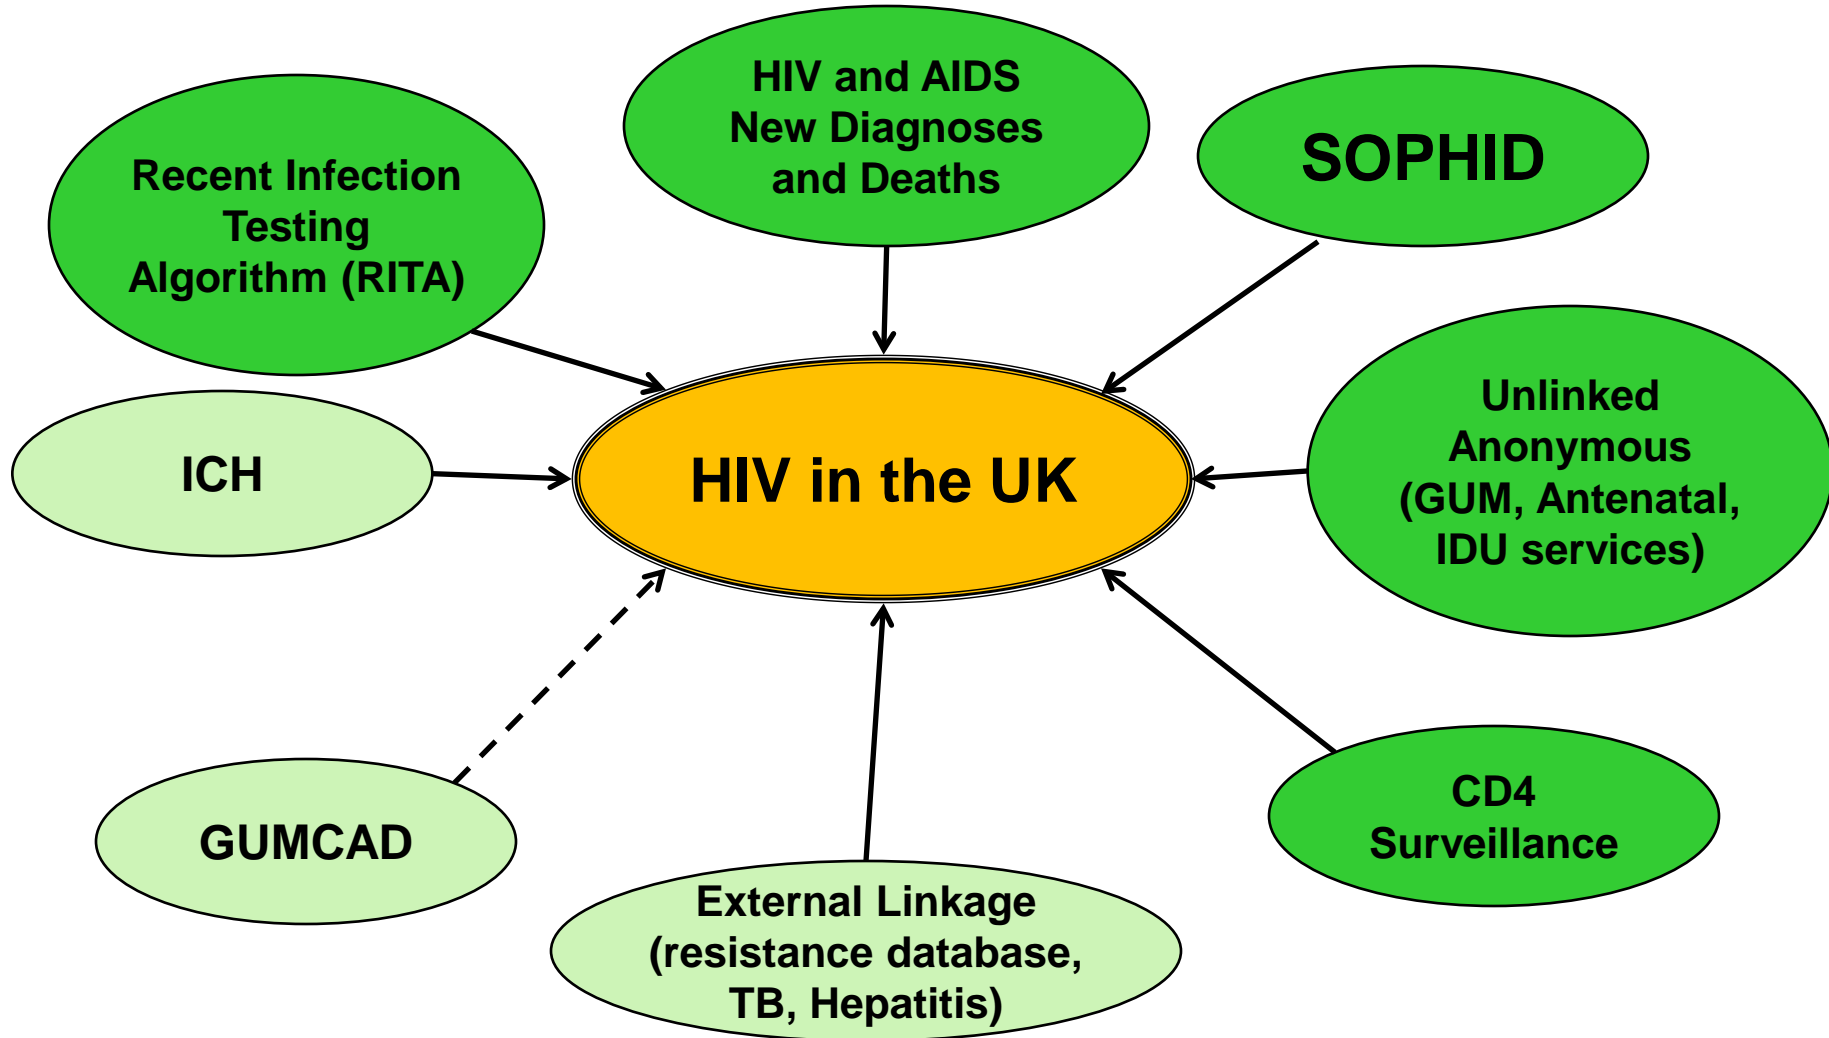 HIV and AIDS
New Diagnoses
and Deaths
SOPHID
Recent Infection
Testing
Algorithm (RITA)
Unlinked
Anonymous
(GUM, Antenatal,
IDU services)
ICH
HIV in the UK
CD4
Surveillance
GUMCAD
External Linkage
(resistance database,
TB, Hepatitis)